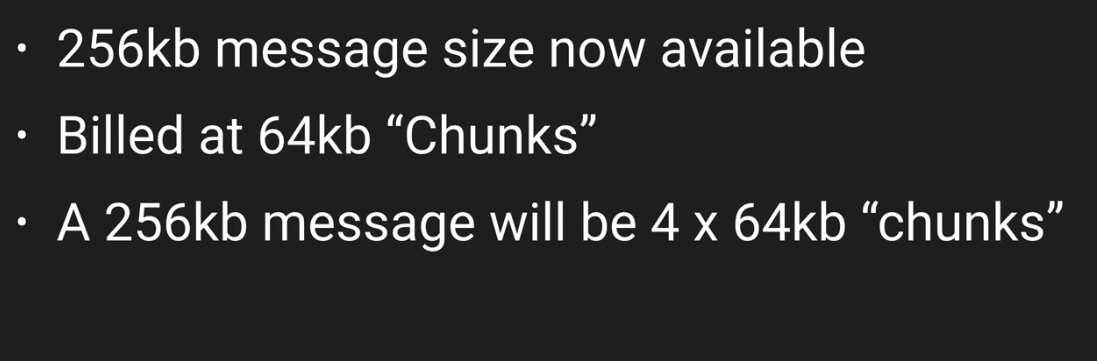 • 256kb message size now available
• Billed at 64kb “Chunks”
• A 256kb message will be 4 x 64kb “chunks”